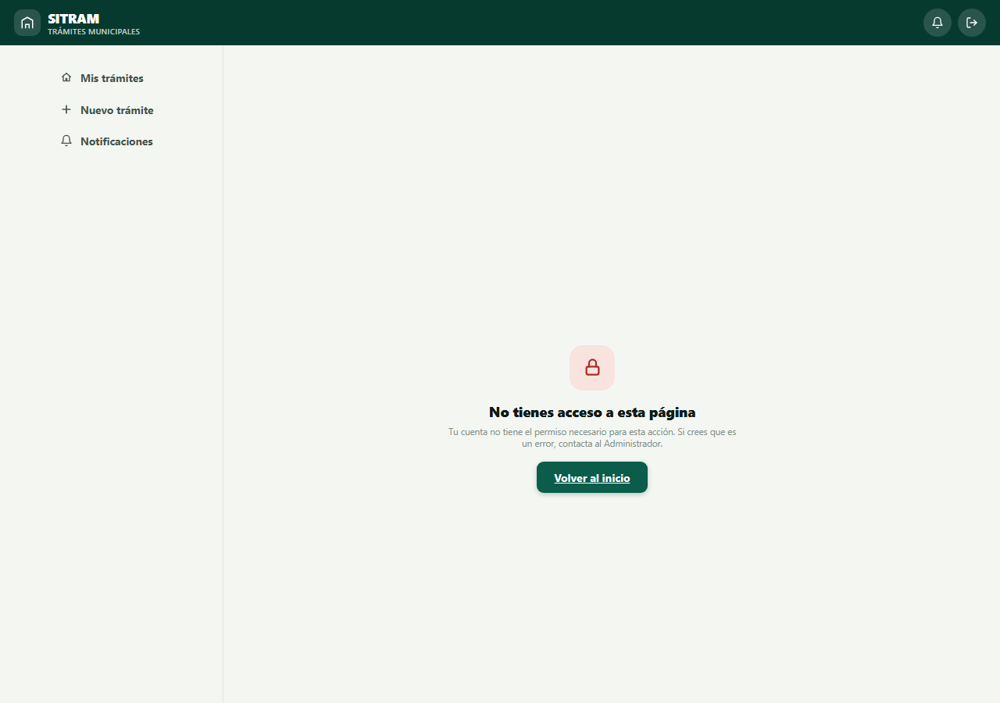 SITRAM
TRÁMITES MUNICIPALES
Mis trámites
Nuevo trámite
Notificaciones
No tienes acceso a esta página
Tu cuenta no tiene el permiso necesario para esta acción. Si crees que es
un error, contacta al Administrador.
Volver al inicio